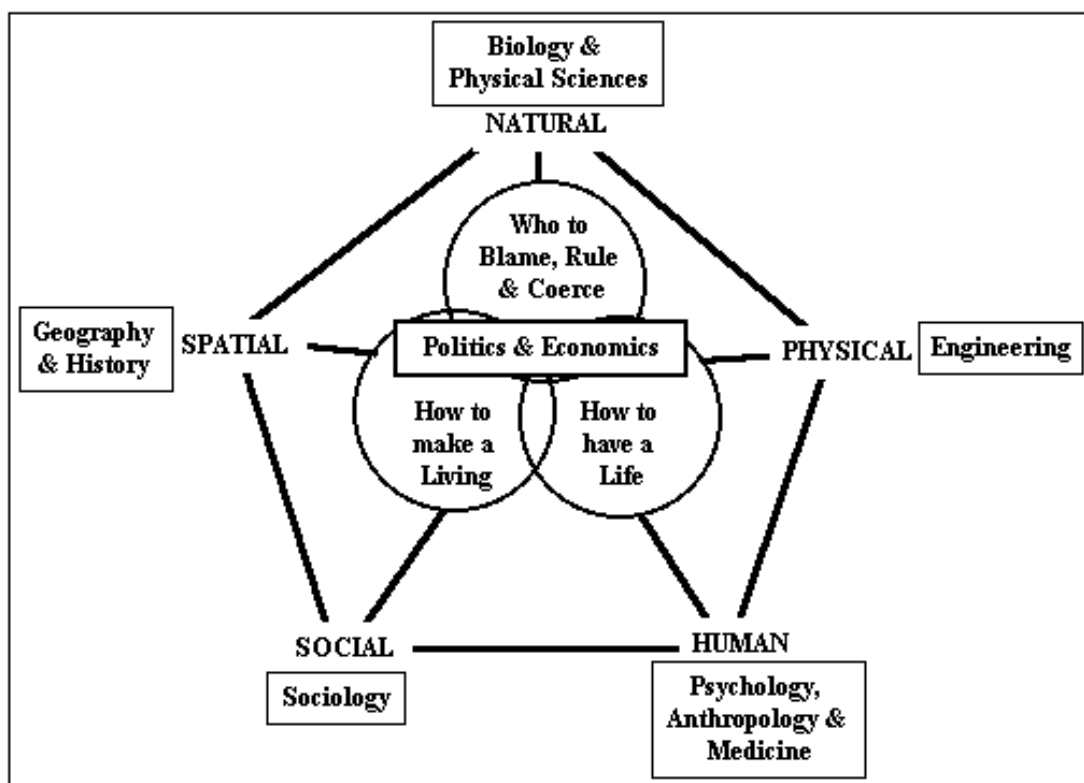 Biology &
Physical Sciences
NATURAL
Who to
Blame, Rule
& Coerce
Geography
& History
SPATIAL
Politics & Economics
PHYSICAL
Engineering
How to
make a
Living
How to
have a
Life
SOCIAL
Sociology
HUMAN
Psychology,
Anthropology &
Medicine